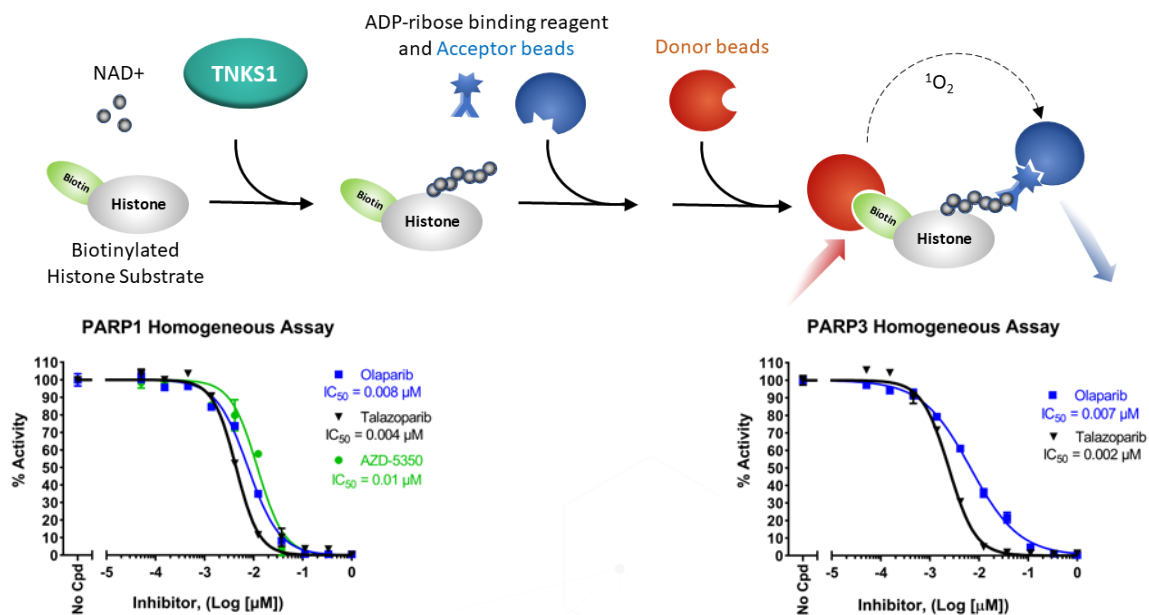 ADP-ribose binding reagent
and Acceptor beads
Donor beads
NAD+
TNKS1
¹O₂
Biotin
Histone
Biotin
Histone
Biotin
Histone
Biotinylated
Histone Substrate
PARP1 Homogeneous Assay
110
100
90
80
70
60
50
40
30
20
10
0
% Activity
No Cpd
-5
-4
-3
-2
-1
0
Inhibitor, (Log [µM])
Olaparib
IC₅₀ = 0.008 µM
Talazoparib
IC₅₀ = 0.004 µM
AZD-5350
IC₅₀ = 0.01 µM
PARP3 Homogeneous Assay
110
100
90
80
70
60
50
40
30
20
10
0
% Activity
No Cpd
-5
-4
-3
-2
-1
0
Inhibitor, (Log [µM])
Olaparib
IC₅₀ = 0.007 µM
Talazoparib
IC₅₀ = 0.002 µM